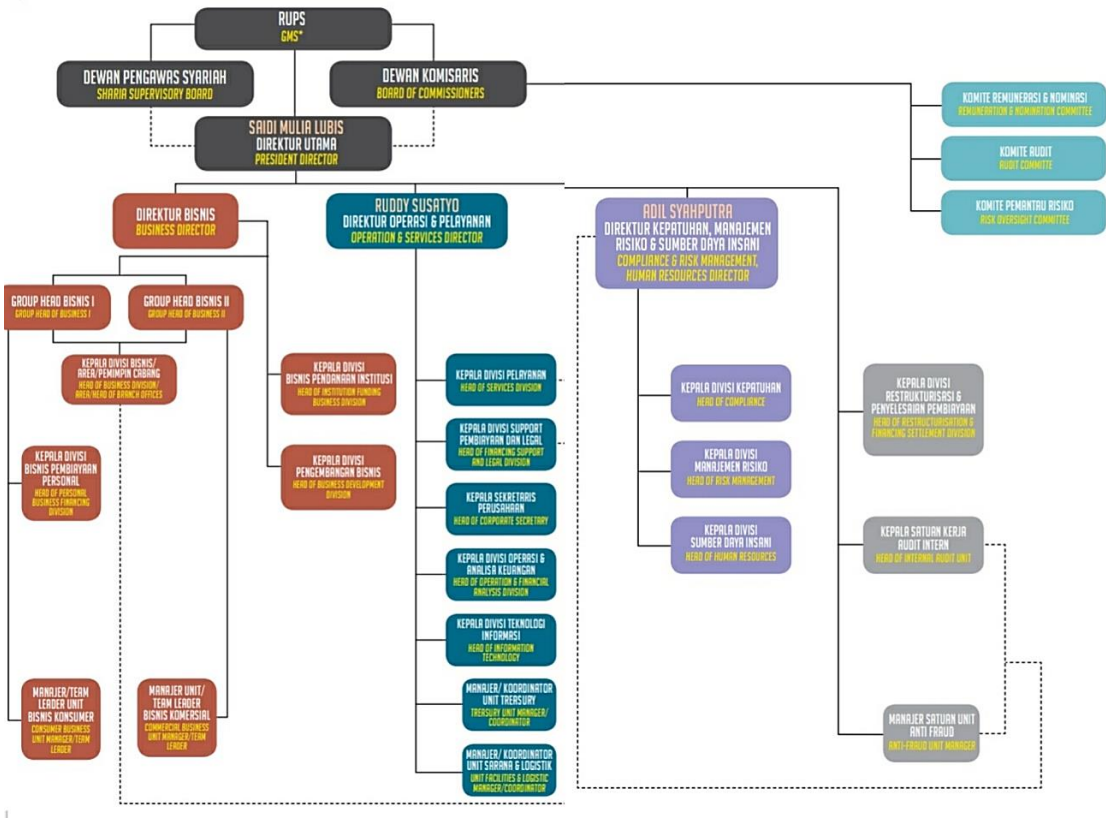 RUPS
GMS*
DEWAN PENGAWAS SYARIAH
SHARIA SUPERVISORY BOARD
DEWAN KOMISARIS
BOARD OF COMMISSIONERS
KOMITE REMUNERASI & NOMINASI
REMUNERATION & NOMINATION COMMITTEE
KOMITE AUDIT
AUDIT COMMITTE
KOMITE PEMANTAU RISIKO
RISK OVERSIGHT COMMITTEE
SAIDI MULIA LUBIS
DIREKTUR UTAMA
PRESIDENT DIRECTOR
DIREKTUR BISNIS
BUSINESS DIRECTOR
RUDDY SUSATYO
DIREKTUR OPERASI & PELAYANAN
OPERATION & SERVICES DIRECTOR
ADIL SYAHPUTRA
DIREKTUR KEPATUHAN, MANAJEMEN
RISIKO & SUMBER DAYA INSANI
COMPLIANCE & RISK MANAGEMENT,
HUMAN RESOURCES DIRECTOR
GROUP HEAD BISNIS I
GROUP HEAD OF BUSINESS I
GROUP HEAD BISNIS II
GROUP HEAD OF BUSINESS II
KEPALA DIVISI BISNIS/
AREA/PEMIMPIN CABANG
HEAD OF BUSINESS DIVISION/
AREA/HEAD OF BRANCH OFFICES
KEPALA DIVISI
BISNIS PEMBIAYAAN
PERSONAL
HEAD OF PERSONAL
BUSINESS FINANCING
DIVISION
MANAJER/TEAM
LEADER UNIT
BISNIS KONSUMER
CONSUMER BUSINESS
UNIT MANAGER/TEAM
LEADER
MANAJER UNIT/
TEAM LEADER
BISNIS KOMERSIAL
COMMERCIAL BUSINESS
UNIT MANAGER/TEAM
LEADER
KEPALA DIVISI
BISNIS PENDANAAN INSTITUSI
HEAD OF INSTITUTION FUNDING
BUSINESS DIVISION
KEPALA DIVISI
PENGEMBANGAN BISNIS
HEAD OF BUSINESS DEVELOPMENT
DIVISION
KEPALA DIVISI PELAYANAN
HEAD OF SERVICES DIVISION
KEPALA DIVISI SUPPORT
PEMBIAYAAN DAN LEGAL
HEAD OF FINANCING SUPPORT
AND LEGAL DIVISION
KEPALA SEKRETARIS
PERUSAHAAN
HEAD OF CORPORATE SECRETARY
KEPALA DIVISI OPERASI &
ANALISA KEUANGAN
HEAD OF OPERATION & FINANCIAL
ANALYSIS DIVISION
KEPALA DIVISI TEKNOLOGI
INFORMASI
HEAD OF INFORMATION
TECHNOLOGY
MANAJER/ KOORDINATOR
UNIT TREASURY
TREASURY UNIT MANAGER/
COORDINATOR
MANAJER/ KOORDINATOR
UNIT SARANA & LOGISTIK
UNIT FACILITIES & LOGISTIC
MANAGER/COORDINATOR
KEPALA DIVISI KEPATUHAN
HEAD OF COMPLIANCE
KEPALA DIVISI
MANAJEMEN RISIKO
HEAD OF RISK MANAGEMENT
KEPALA DIVISI
SUMBER DAYA INSANI
HEAD OF HUMAN RESOURCES
KEPALA DIVISI
RESTRUKTURISASI &
PENYELESAIAN PEMBIAYAAN
HEAD OF RESTRUCTURISATION &
FINANCING SETTLEMENT DIVISION
KEPALA SATUAN KERJA
AUDIT INTERN
HEAD OF INTERNAL AUDIT UNIT
MANAJER SATUAN UNIT
ANTI FRAUD
ANTI-FRAUD UNIT MANAGER